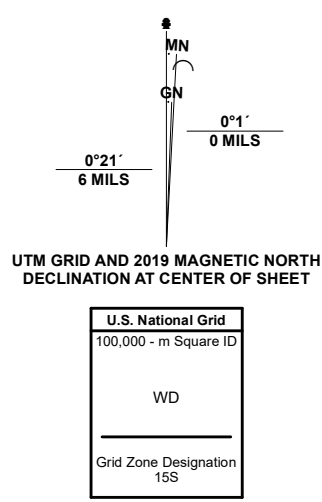 MN
GN
0°1´
0 MILS
0°21´
6 MILS
UTM GRID AND 2019 MAGNETIC NORTH
DECLINATION AT CENTER OF SHEET
U.S. National Grid
100,000 - m Square ID
WD
Grid Zone Designation
15S